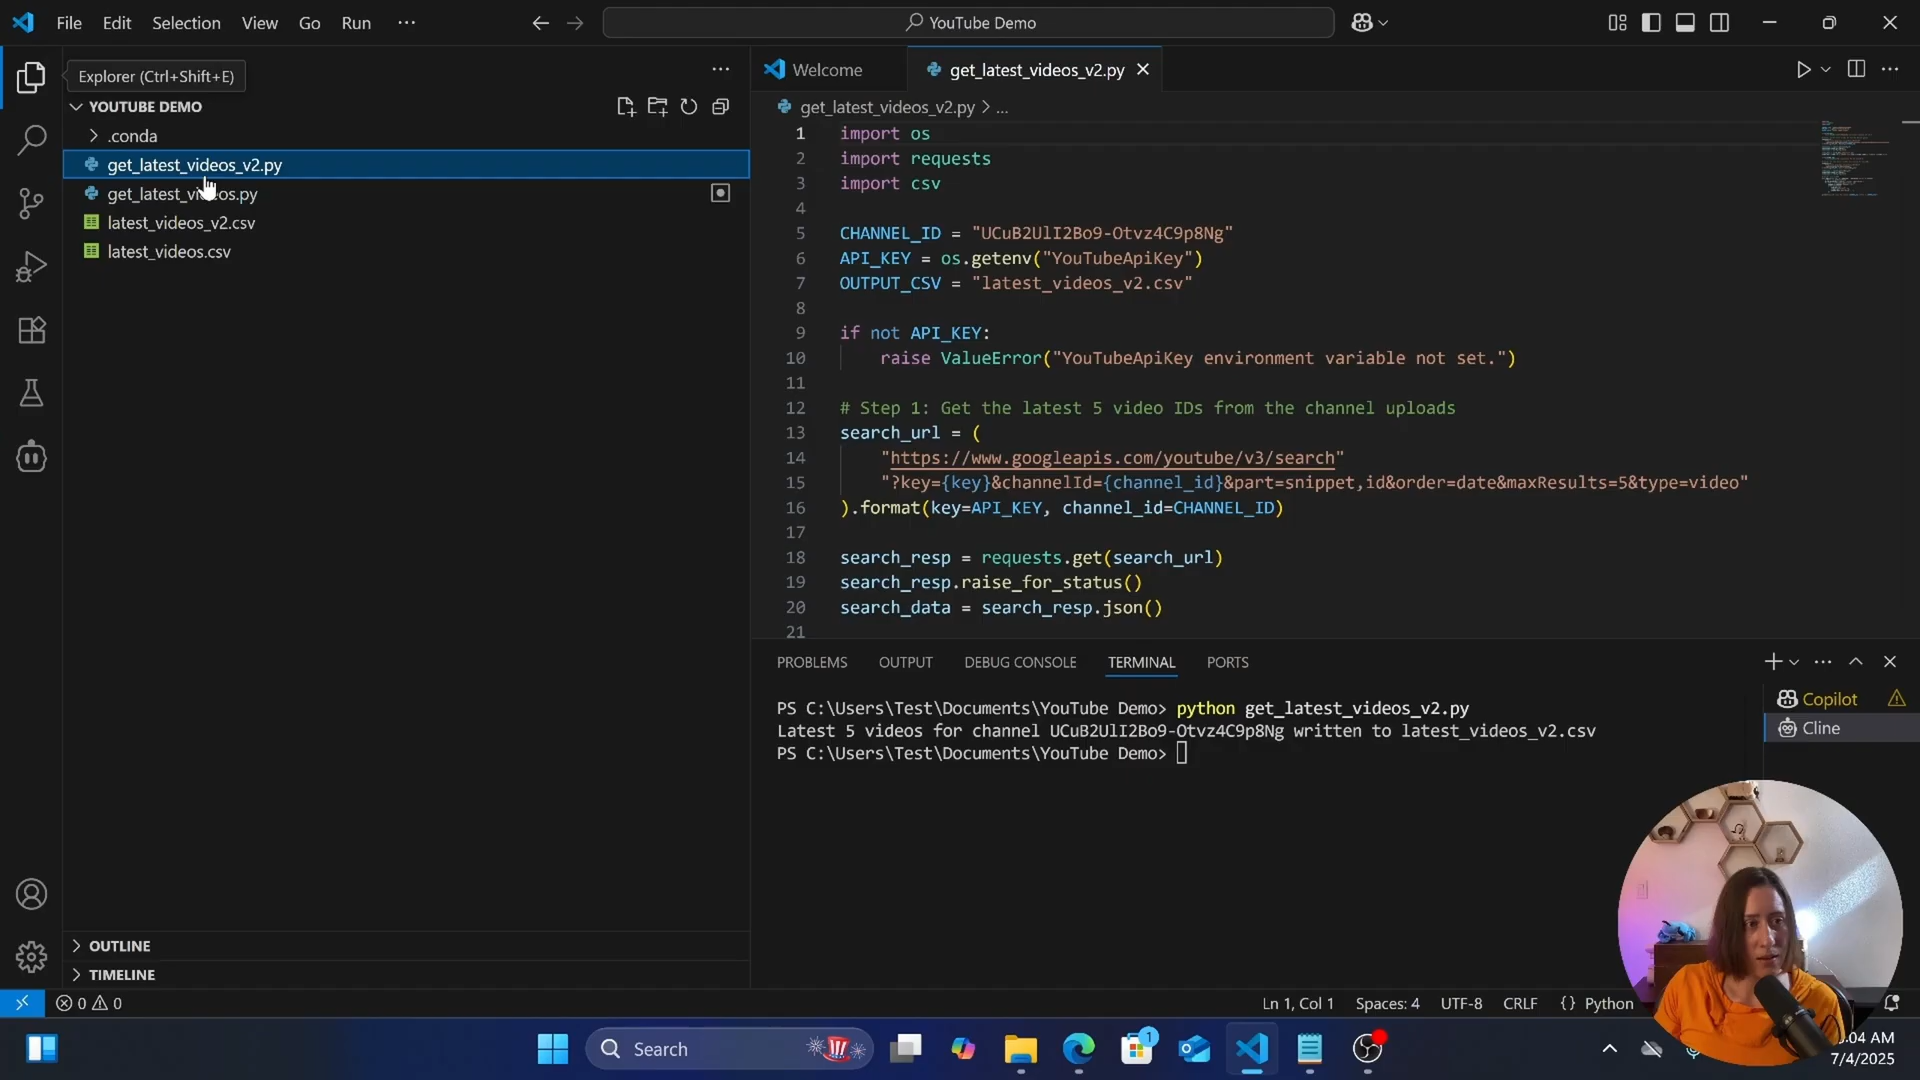 File Edit Selection View Go Run ···
YouTube Demo
Explorer (Ctrl+Shift+E)
YOUTUBE DEMO
.conda
get_latest_videos_v2.py
get_latest_videos.py
latest_videos_v2.csv
latest_videos.csv
OUTLINE
TIMELINE
Welcome
get_latest_videos_v2.py
get_latest_videos_v2.py > ...
1 import os
2 import requests
3 import csv
4
5 CHANNEL_ID = "UCuB2UlI2Bo9-Otvz4C9p8Ng"
6 API_KEY = os.getenv("YouTubeApiKey")
7 OUTPUT_CSV = "latest_videos_v2.csv"
8
9 if not API_KEY:
10 raise ValueError("YouTubeApiKey environment variable not set.")
11
12 # Step 1: Get the latest 5 video IDs from the channel uploads
13 search_url = (
14 "https://www.googleapis.com/youtube/v3/search"
15 "?key={key}&channelId={channel_id}&part=snippet,id&order=date&maxResults=5&type=video"
16 ).format(key=API_KEY, channel_id=CHANNEL_ID)
17
18 search_resp = requests.get(search_url)
19 search_resp.raise_for_status()
20 search_data = search_resp.json()
21
PROBLEMS OUTPUT DEBUG CONSOLE TERMINAL PORTS
PS C:\Users\Test\Documents\YouTube Demo> python get_latest_videos_v2.py
Latest 5 videos for channel UCuB2UlI2Bo9-Otvz4C9p8Ng written to latest_videos_v2.csv
PS C:\Users\Test\Documents\YouTube Demo>
Copilot
Cline
0 0
Ln 1, Col 1 Spaces: 4 UTF-8 CRLF {} Python
Search
1
:04 AM
7/4/2025